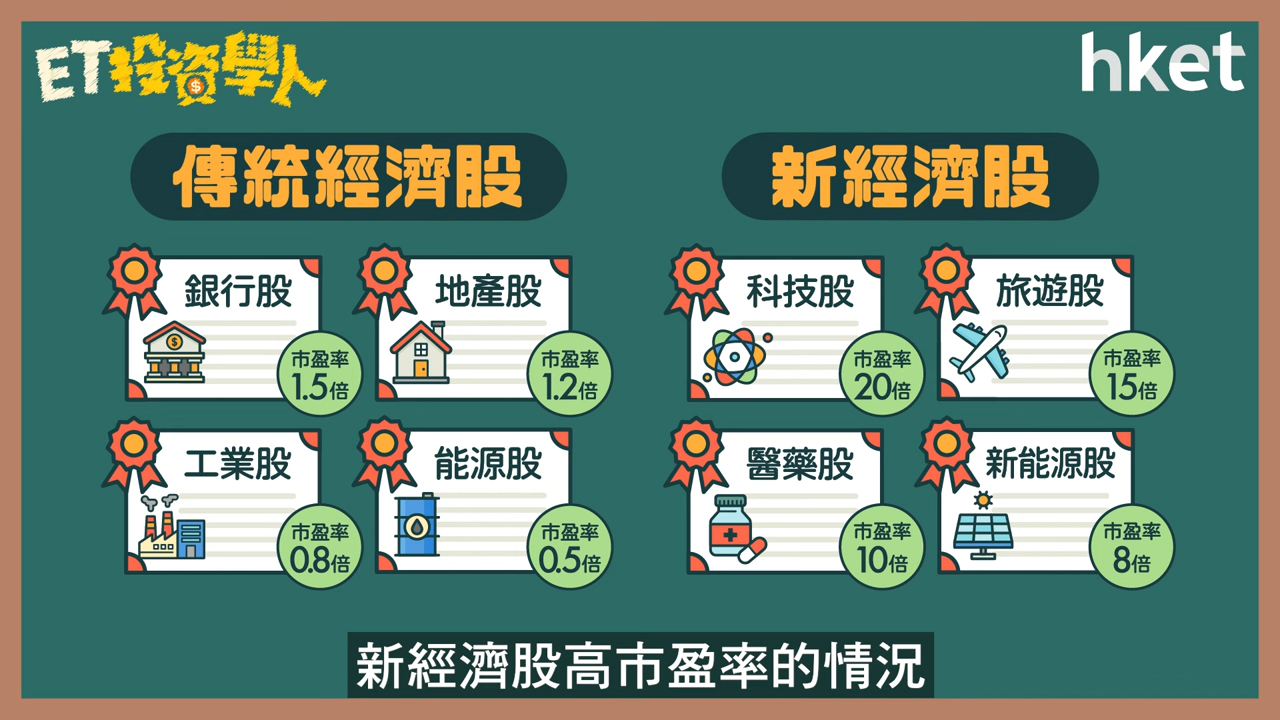 ET投資學人
hket
傳統經濟股
新經濟股
銀行股
市盈率
1.5倍
地產股
市盈率
1.2倍
科技股
市盈率
20倍
旅遊股
市盈率
15倍
工業股
市盈率
0.8倍
能源股
市盈率
0.5倍
醫藥股
市盈率
10倍
新能源股
市盈率
8倍
新經濟股高市盈率的情況